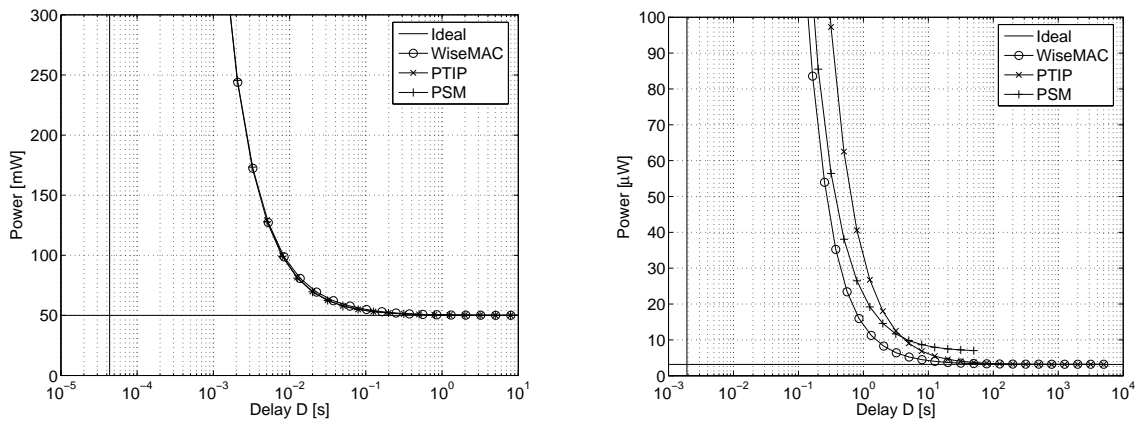 300
250
200
150
100
50
0
Power [mW]
10^−5
10^−4
10^−3
10^−2
10^−1
10^0
10^1
Delay D [s]
Ideal
WiseMAC
PTIP
PSM
100
90
80
70
60
50
40
30
20
10
0
Power [μW]
10^−3
10^−2
10^−1
10^0
10^1
10^2
10^3
10^4
Delay D [s]
Ideal
WiseMAC
PTIP
PSM